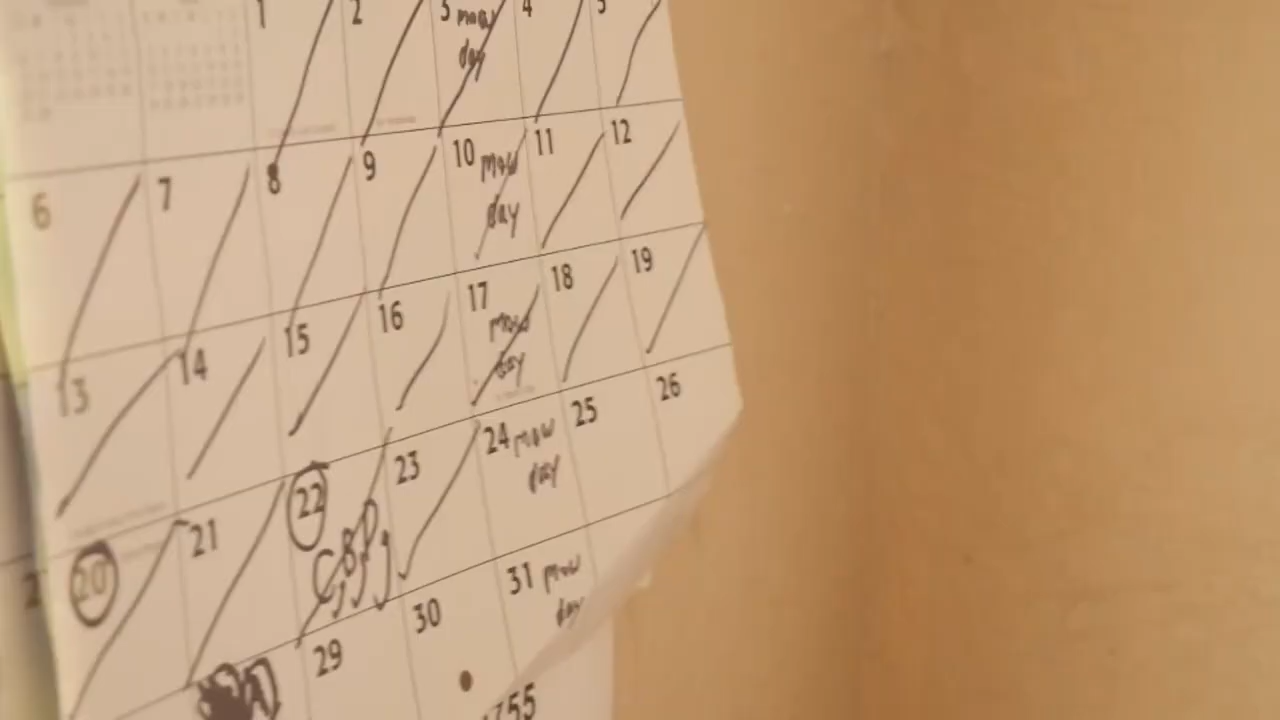 1 2 3 mow 4 5
day
6 7 8 9 10 mow 11 12
day
13 14 15 16 17 mow 18 19
day
20 21 22 23 24 mow 25 26
day
29 30 31 mow
day
755